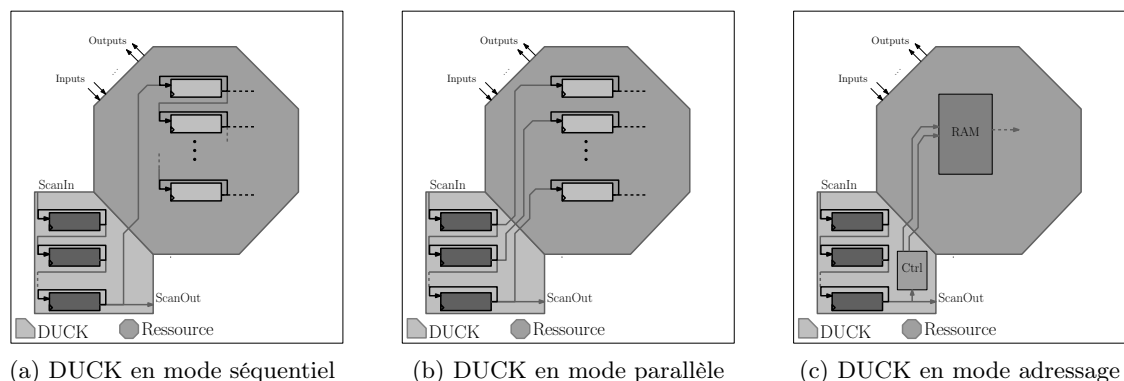 Outputs
...
Inputs
ScanIn
ScanOut
DUCK
Ressource
(a) DUCK en mode séquentiel
Outputs
...
Inputs
ScanIn
ScanOut
DUCK
Ressource
(b) DUCK en mode parallèle
Outputs
...
Inputs
RAM
ScanIn
Ctrl
ScanOut
DUCK
Ressource
(c) DUCK en mode adressage